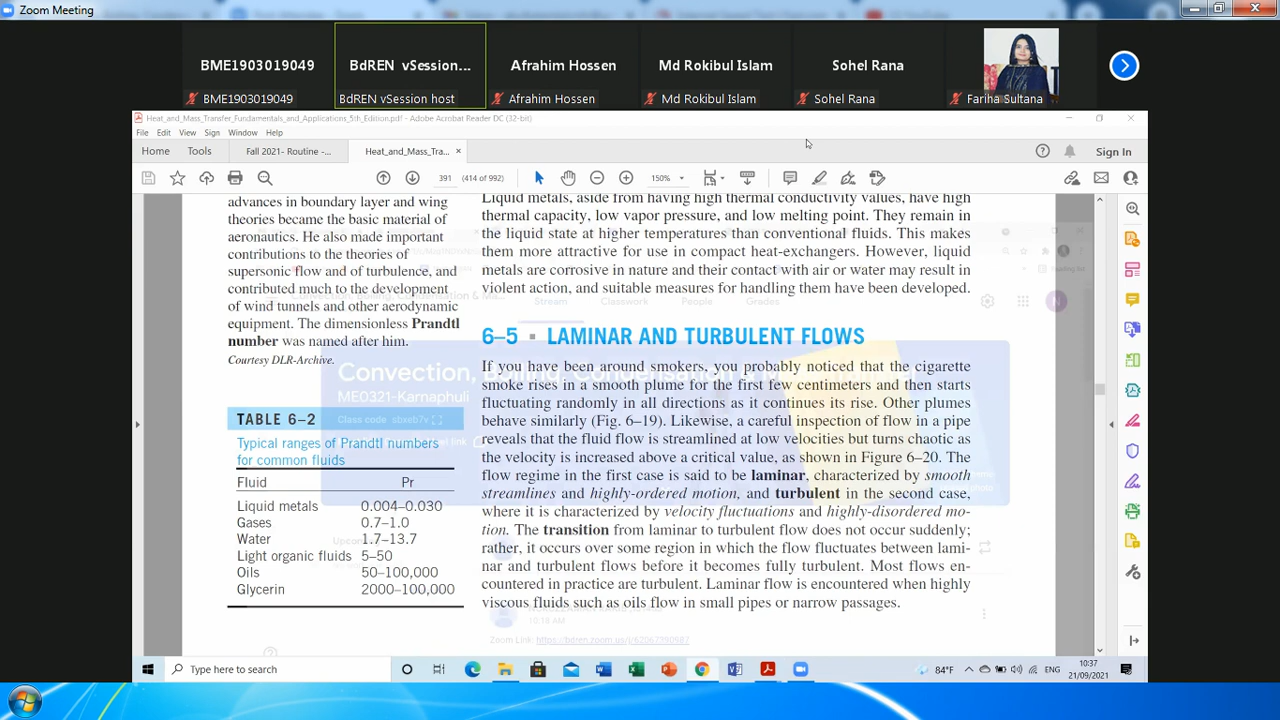 Zoom Meeting
BME1903019049
BdREN vSession...
Afrahim Hossen
Md Rokibul Islam
Sohel Rana
BME1903019049
BdREN vSession host
Afrahim Hossen
Md Rokibul Islam
Sohel Rana
Fariha Sultana
Heat_and_Mass_Transfer_Fundamentals_and_Applications_5th_Edition.pdf - Adobe Acrobat Reader DC (32-bit)
File Edit View Sign Window Help
Home Tools Fall 2021- Routine -... Heat_and_Mass_Tra... × Sign In
391 (414 of 992) 150%
advances in boundary layer and wing
theories became the basic material of
aeronautics. He also made important
contributions to the theories of
supersonic flow and of turbulence, and
contributed much to the development
of wind tunnels and other aerodynamic
equipment. The dimensionless Prandtl
number was named after him.
Courtesy DLR-Archive.
TABLE 6–2
Typical ranges of Prandtl numbers
for common fluids
Fluid Pr
Liquid metals 0.004–0.030
Gases 0.7–1.0
Water 1.7–13.7
Light organic fluids 5–50
Oils 50–100,000
Glycerin 2000–100,000
Liquid metals, aside from having high thermal conductivity values, have high
thermal capacity, low vapor pressure, and low melting point. They remain in
the liquid state at higher temperatures than conventional fluids. This makes
them more attractive for use in compact heat-exchangers. However, liquid
metals are corrosive in nature and their contact with air or water may result in
violent action, and suitable measures for handling them have been developed.
6–5 ▪ LAMINAR AND TURBULENT FLOWS
If you have been around smokers, you probably noticed that the cigarette
smoke rises in a smooth plume for the first few centimeters and then starts
fluctuating randomly in all directions as it continues its rise. Other plumes
behave similarly (Fig. 6–19). Likewise, a careful inspection of flow in a pipe
reveals that the fluid flow is streamlined at low velocities but turns chaotic as
the velocity is increased above a critical value, as shown in Figure 6–20. The
flow regime in the first case is said to be laminar, characterized by smooth
streamlines and highly-ordered motion, and turbulent in the second case,
where it is characterized by velocity fluctuations and highly-disordered mo-
tion. The transition from laminar to turbulent flow does not occur suddenly;
rather, it occurs over some region in which the flow fluctuates between lami-
nar and turbulent flows before it becomes fully turbulent. Most flows en-
countered in practice are turbulent. Laminar flow is encountered when highly
viscous fluids such as oils flow in small pipes or narrow passages.
Stream Classwork People Grades
Convection, Boiling, Condensation &
ME0321-Karnaphuli
Class code
10:18 AM
Zoom Link:
Type here to search
84°F ENG 10:37
21/09/2021